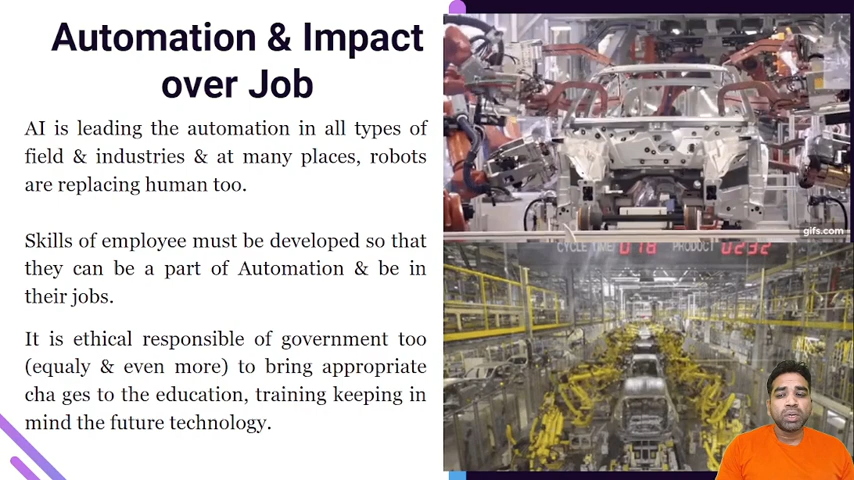 Automation & Impact
over Job
AI is leading the automation in all types of
field & industries & at many places, robots
are replacing human too.
Skills of employee must be developed so that
they can be a part of Automation & be in
their jobs.
It is ethical responsible of government too
(equaly & even more) to bring appropriate
cha ges to the education, training keeping in
mind the future technology.
gifs.com
CYCLE TIME 078 PRODUCT 0232